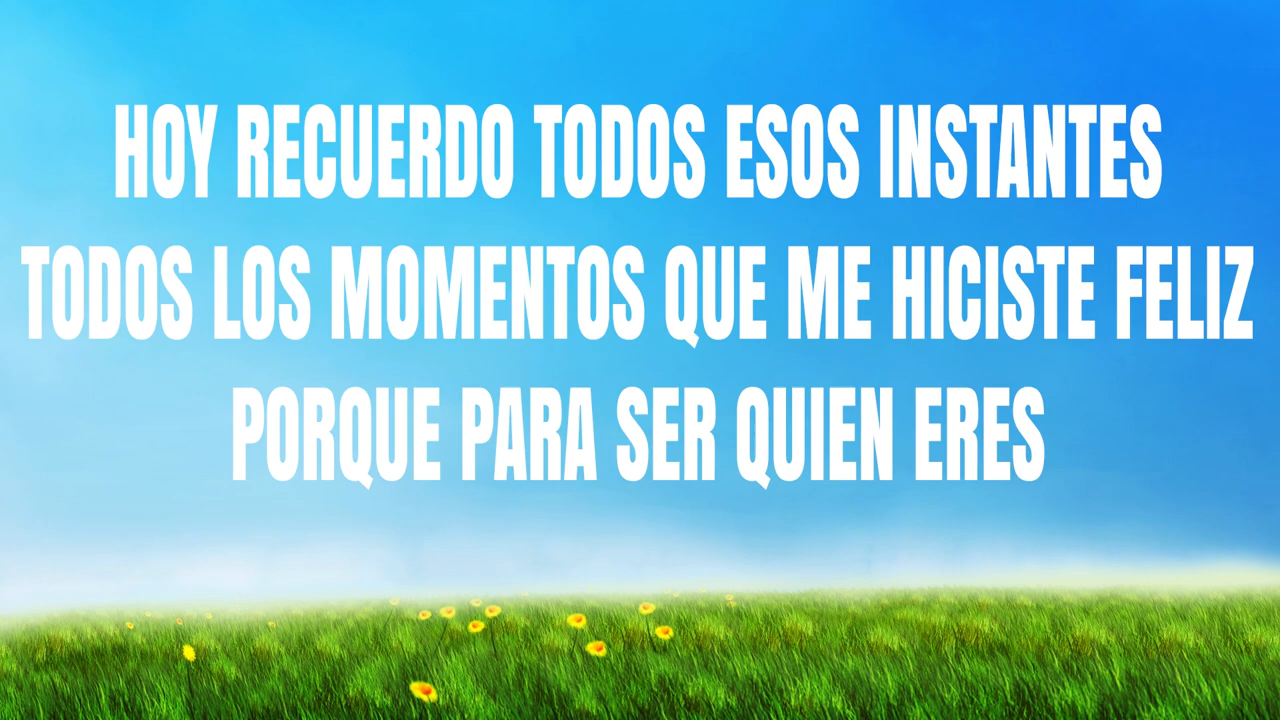 HOY RECUERDO TODOS ESOS INSTANTES
TODOS LOS MOMENTOS QUE ME HICISTE FELIZ
PORQUE PARA SER QUIEN ERES